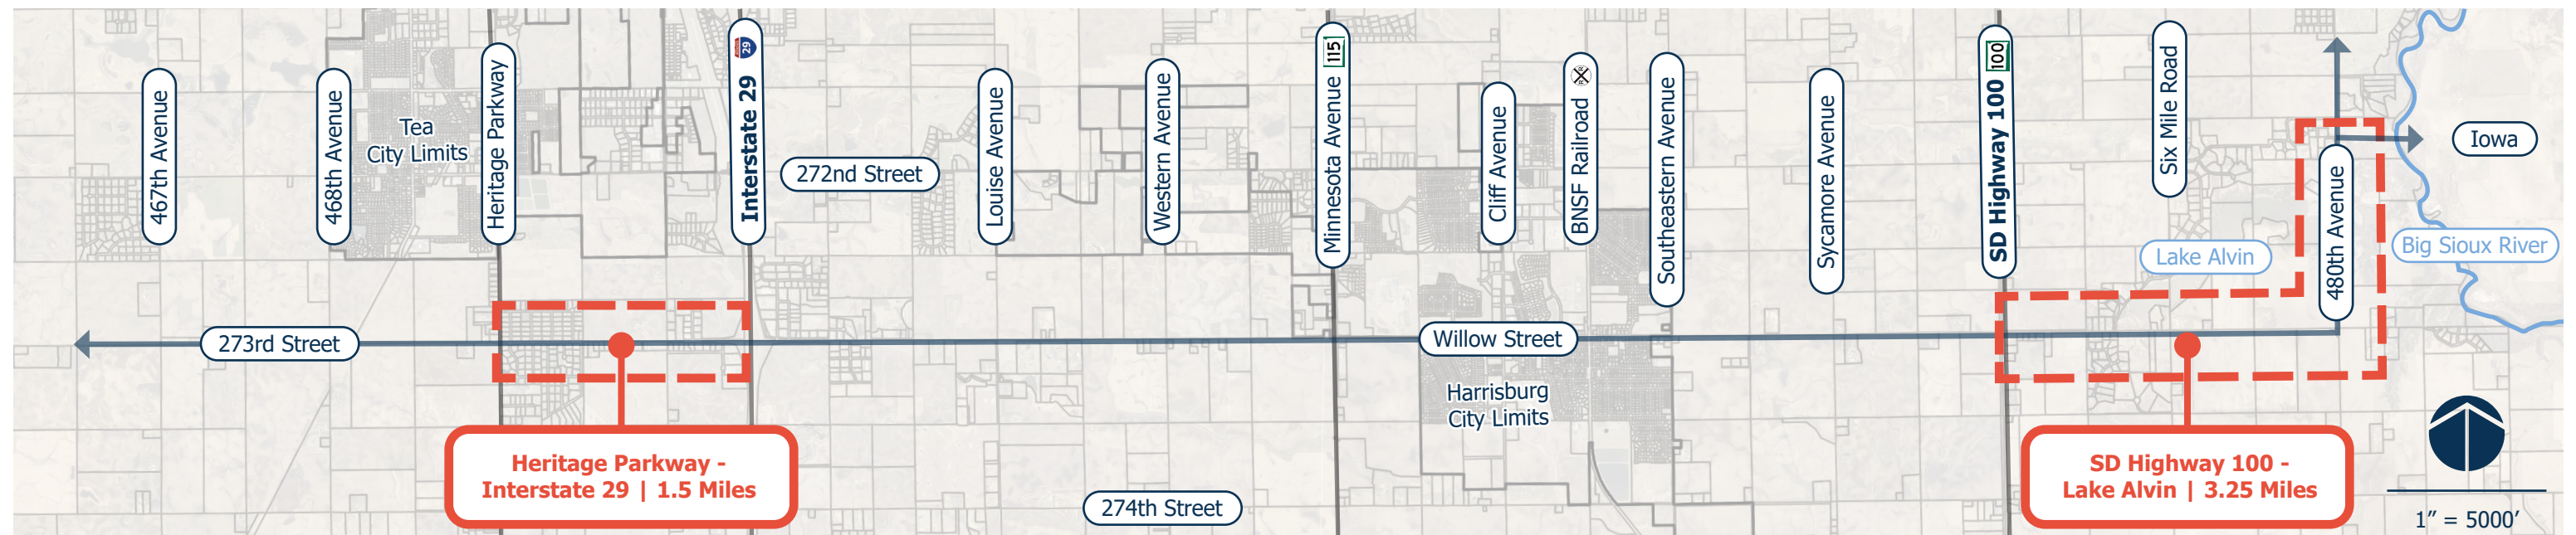 467th Avenue
468th Avenue
Tea
City Limits
Heritage Parkway
Interstate 29
29
272nd Street
Louise Avenue
Western Avenue
Minnesota Avenue
115
Cliff Avenue
BNSF Railroad
Southeastern Avenue
Sycamore Avenue
SD Highway 100
100
Six Mile Road
Lake Alvin
480th Avenue
Iowa
Big Sioux River
273rd Street
Willow Street
Harrisburg
City Limits
Heritage Parkway -
Interstate 29 | 1.5 Miles
274th Street
SD Highway 100 -
Lake Alvin | 3.25 Miles
1” = 5000’